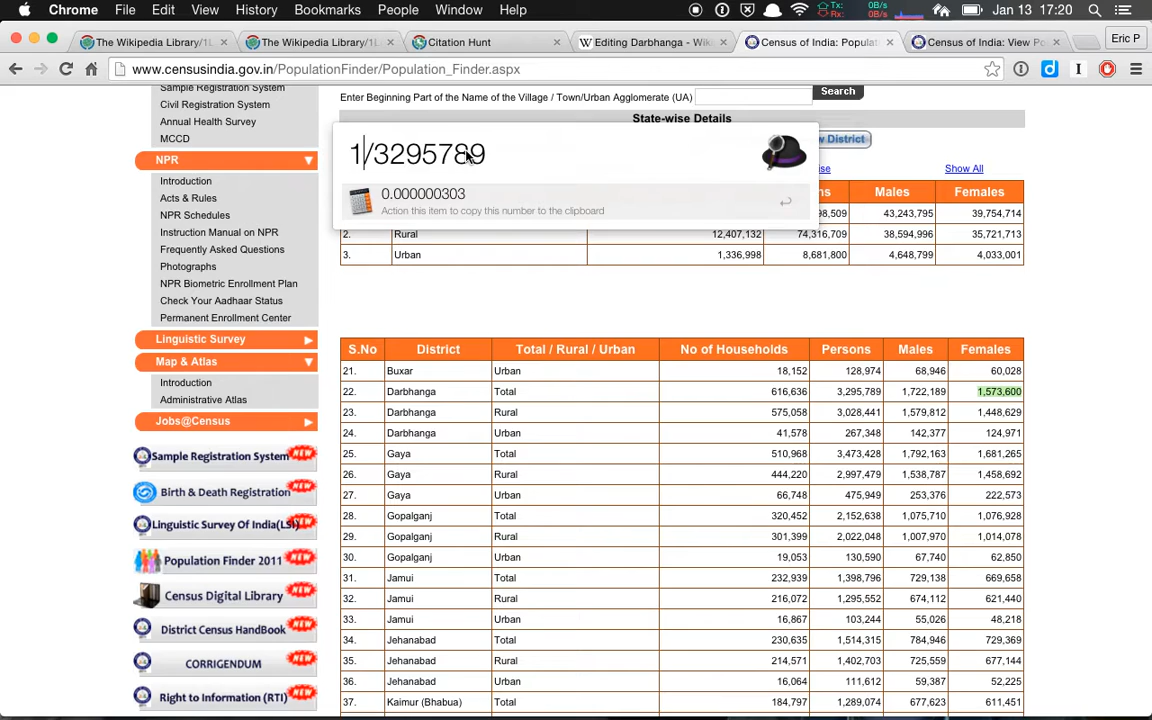 Chrome File Edit View History Bookmarks People Window Help Tx: 0B/s Rx: 0B/s Jan 13 17:20
The Wikipedia Library/1L × The Wikipedia Library/1L × Citation Hunt × Editing Darbhanga - Wiki × Census of India: Populat × Census of India: View Po × Eric P
www.censusindia.gov.in/PopulationFinder/Population_Finder.aspx
Sample Registration System
Civil Registration System
Annual Health Survey
MCCD
NPR
Introduction
Acts & Rules
NPR Schedules
Instruction Manual on NPR
Frequently Asked Questions
Photographs
NPR Biometric Enrollment Plan
Check Your Aadhaar Status
Permanent Enrollment Center
Linguistic Survey
Map & Atlas
Introduction
Administrative Atlas
Jobs@Census
Sample Registration System NEW
Birth & Death Registration NEW
Linguistic Survey Of India(LSI) NEW
Population Finder 2011 NEW
Census Digital Library NEW
District Census HandBook NEW
CORRIGENDUM NEW
Right to Information (RTI) NEW
Enter Beginning Part of the Name of the Village / Town/Urban Agglomerate (UA) Search
State-wise Details
District
1/3295789
0.000000303
Action this item to copy this number to the clipboard
Show All
Males Females
43,243,795 39,754,714
2. Rural 12,407,132 74,316,709 38,594,996 35,721,713
3. Urban 1,336,998 8,681,800 4,648,799 4,033,001
S.No District Total / Rural / Urban No of Households Persons Males Females
21. Buxar Urban 18,152 128,974 68,946 60,028
22. Darbhanga Total 616,636 3,295,789 1,722,189 1,573,600
23. Darbhanga Rural 575,058 3,028,441 1,579,812 1,448,629
24. Darbhanga Urban 41,578 267,348 142,377 124,971
25. Gaya Total 510,968 3,473,428 1,792,163 1,681,265
26. Gaya Rural 444,220 2,997,479 1,538,787 1,458,692
27. Gaya Urban 66,748 475,949 253,376 222,573
28. Gopalganj Total 320,452 2,152,638 1,075,710 1,076,928
29. Gopalganj Rural 301,399 2,022,048 1,007,970 1,014,078
30. Gopalganj Urban 19,053 130,590 67,740 62,850
31. Jamui Total 232,939 1,398,796 729,138 669,658
32. Jamui Rural 216,072 1,295,552 674,112 621,440
33. Jamui Urban 16,867 103,244 55,026 48,218
34. Jehanabad Total 230,635 1,514,315 784,946 729,369
35. Jehanabad Rural 214,571 1,402,703 725,559 677,144
36. Jehanabad Urban 16,064 111,612 59,387 52,225
37. Kaimur (Bhabua) Total 184,797 1,289,074 677,623 611,451